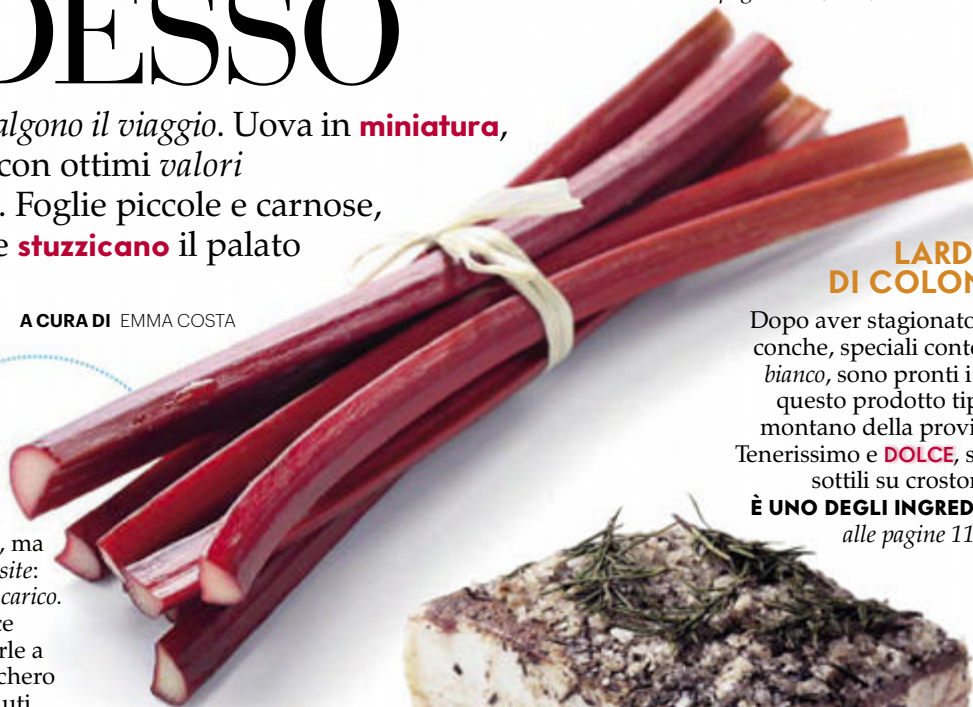 DESSO
algono il viaggio. Uova in miniatura,
con ottimi valori
. Foglie piccole e carnose,
e stuzzicano il palato
A CURA DI EMMA COSTA
LARD
DI COLON
Dopo aver stagionato
conche, speciali conte
bianco, sono pronti i
questo prodotto tip
montano della provi
Tenerissimo e DOLCE, s
sottili su croston
È UNO DEGLI INGRED
alle pagine 11
, ma
site:
carico.
ce
rle a
chero
uti